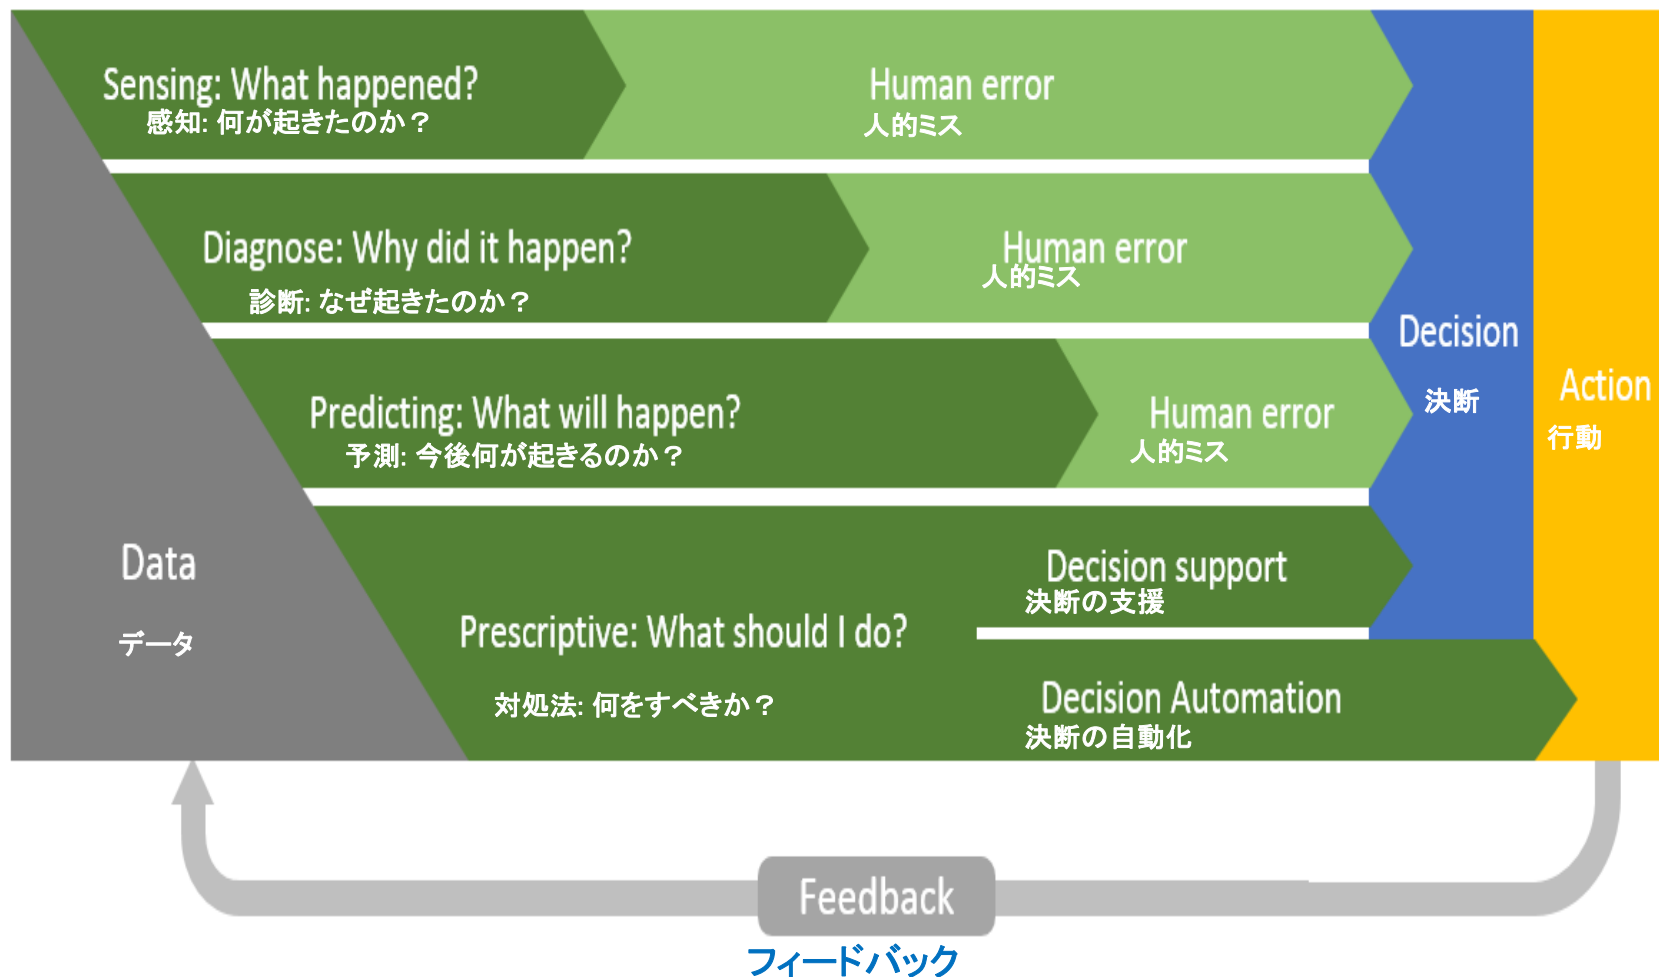 Sensing: What happened?
感知: 何が起きたのか？
Human error
人的ミス
Diagnose: Why did it happen?
診断: なぜ起きたのか？
Human error
人的ミス
Predicting: What will happen?
予測: 今後何が起きるのか？
Human error
人的ミス
Decision
決断
Action
行動
Data
データ
Prescriptive: What should I do?
対処法: 何をすべきか？
Decision support
決断の支援
Decision Automation
決断の自動化
Feedback
フィードバック